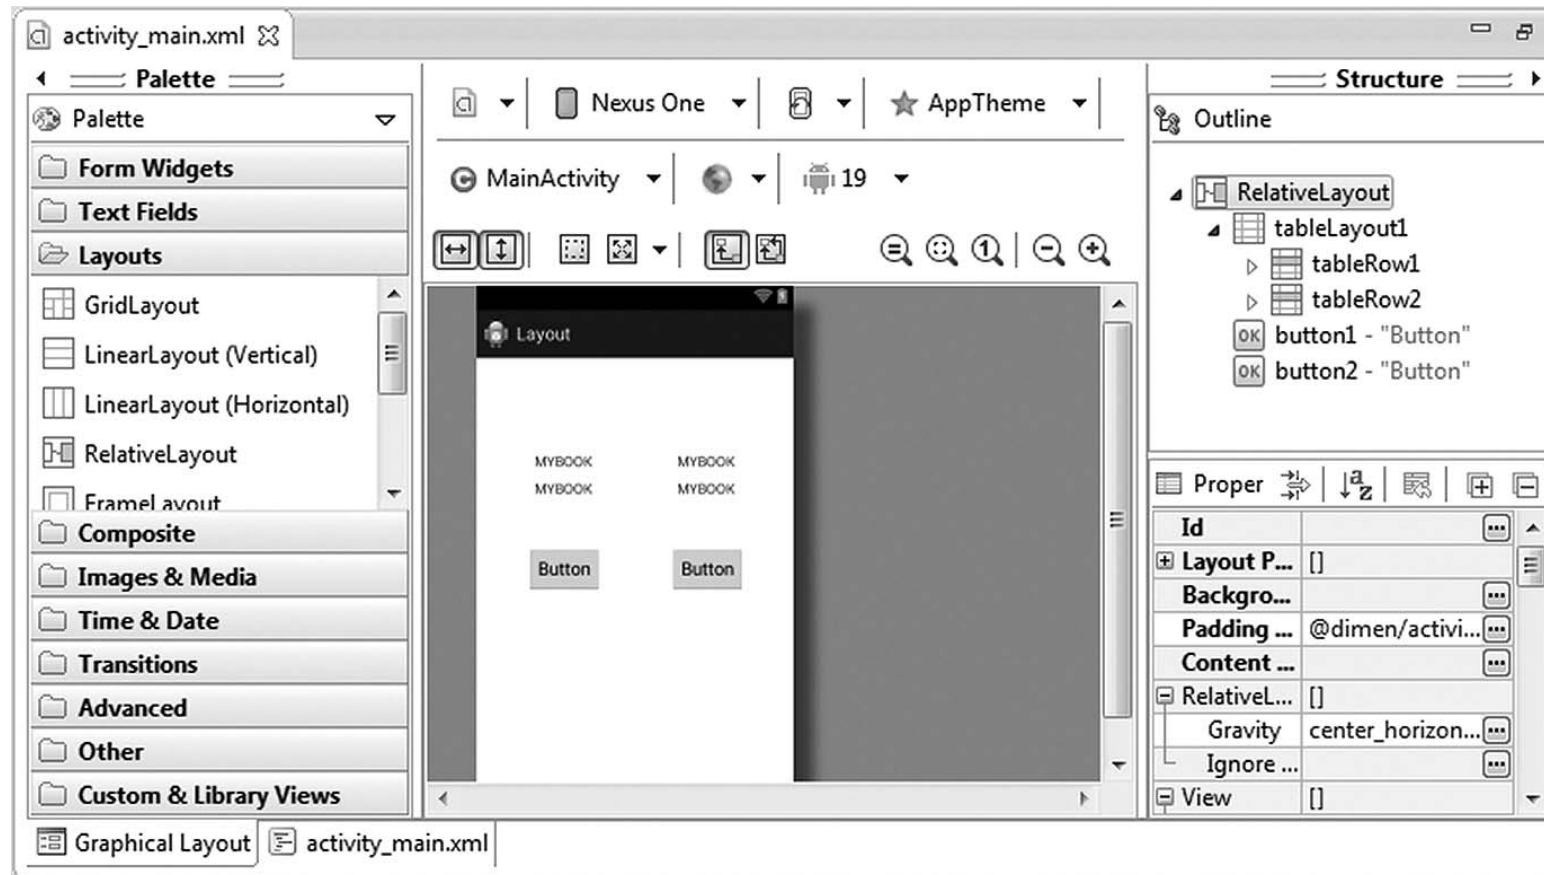 activity_main.xml
Palette
Palette
Form Widgets
Text Fields
Layouts
GridLayout
LinearLayout (Vertical)
LinearLayout (Horizontal)
RelativeLayout
FrameLayout
Composite
Images & Media
Time & Date
Transitions
Advanced
Other
Custom & Library Views
Graphical Layout
activity_main.xml
Nexus One
AppTheme
MainActivity
19
Layout
MYBOOK MYBOOK
MYBOOK MYBOOK
Button Button
Structure
Outline
RelativeLayout
tableLayout1
tableRow1
tableRow2
OK button1 - "Button"
OK button2 - "Button"
Proper
Id
Layout P... []
Backgro...
Padding ... @dimen/activi...
Content ...
RelativeL... []
Gravity center_horizon...
Ignore ...
View []